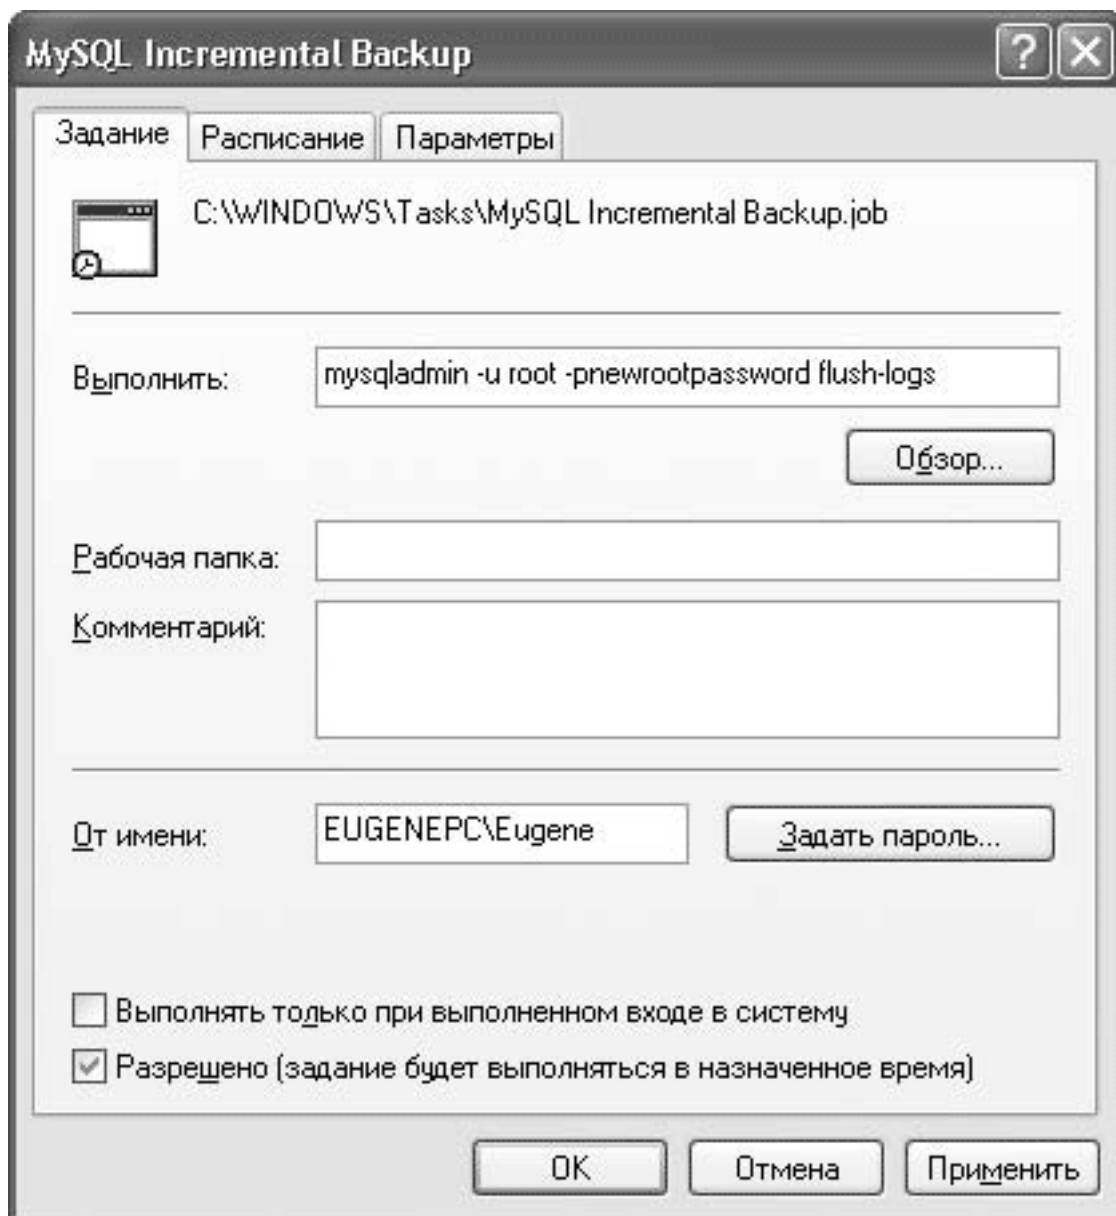 MySQL Incremental Backup
Задание Расписание Параметры
C:\WINDOWS\Tasks\MySQL Incremental Backup.job
Выполнить: mysqladmin -u root -pnewrootpassword flush-logs
Обзор...
Рабочая папка:
Комментарий:
От имени: EUGENEPC\Eugene Задать пароль...
Выполнять только при выполненном входе в систему
Разрешено (задание будет выполняться в назначенное время)
OK Отмена Применить